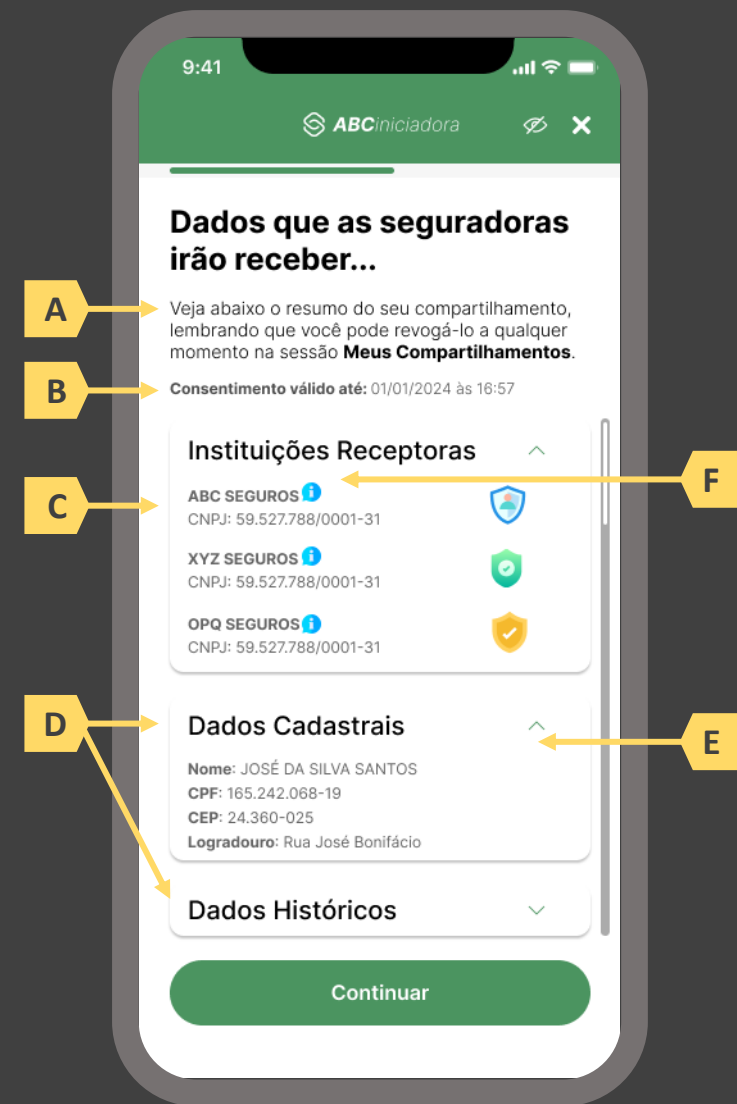 9:41
ABCiniciadora
Dados que as seguradoras
irão receber...
A
Veja abaixo o resumo do seu compartilhamento,
lembrando que você pode revogá-lo a qualquer
momento na sessão Meus Compartilhamentos.
B
Consentimento válido até: 01/01/2024 às 16:57
Instituições Receptoras
F
C
ABC SEGUROS i
CNPJ: 59.527.788/0001-31
XYZ SEGUROS i
CNPJ: 59.527.788/0001-31
OPQ SEGUROS i
CNPJ: 59.527.788/0001-31
D
Dados Cadastrais
E
Nome: JOSÉ DA SILVA SANTOS
CPF: 165.242.068-19
CEP: 24.360-025
Logradouro: Rua José Bonifácio
Dados Históricos
Continuar